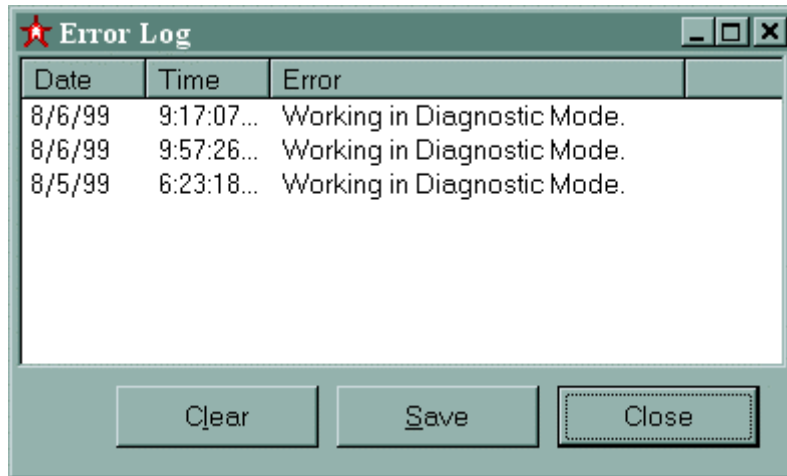 Error Log
Date Time Error
8/6/99 9:17:07... Working in Diagnostic Mode.
8/6/99 9:57:26... Working in Diagnostic Mode.
8/5/99 6:23:18... Working in Diagnostic Mode.
Clear Save Close